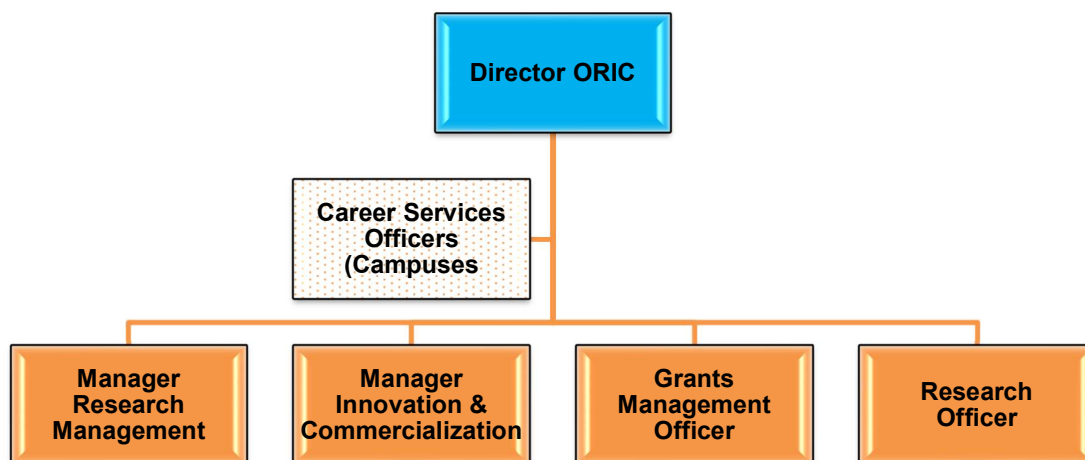 Director ORIC
Career Services
Officers
(Campuses
Manager
Research
Management
Manager
Innovation &
Commercialization
Grants
Management
Officer
Research
Officer